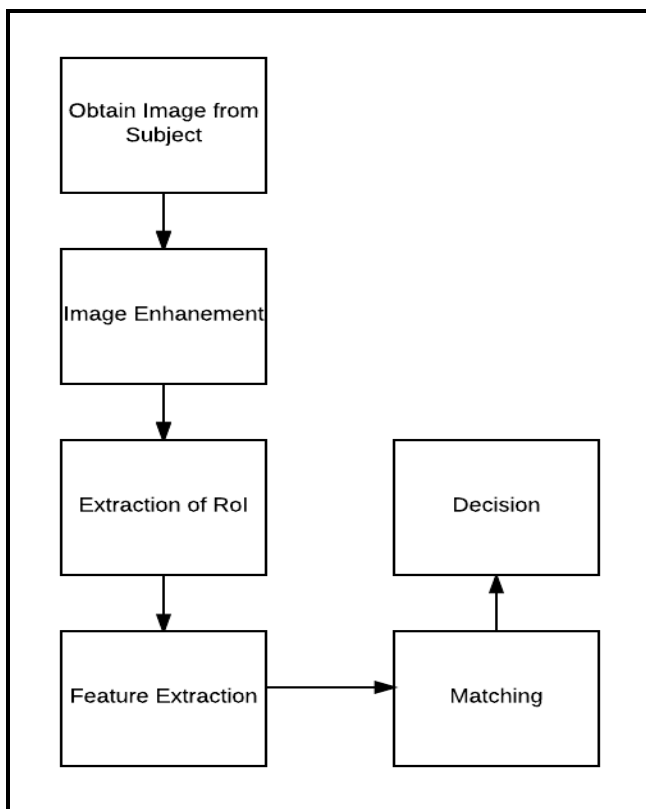 Obtain Image from
Subject
Image Enhanement
Extraction of RoI
Feature Extraction
Matching
Decision